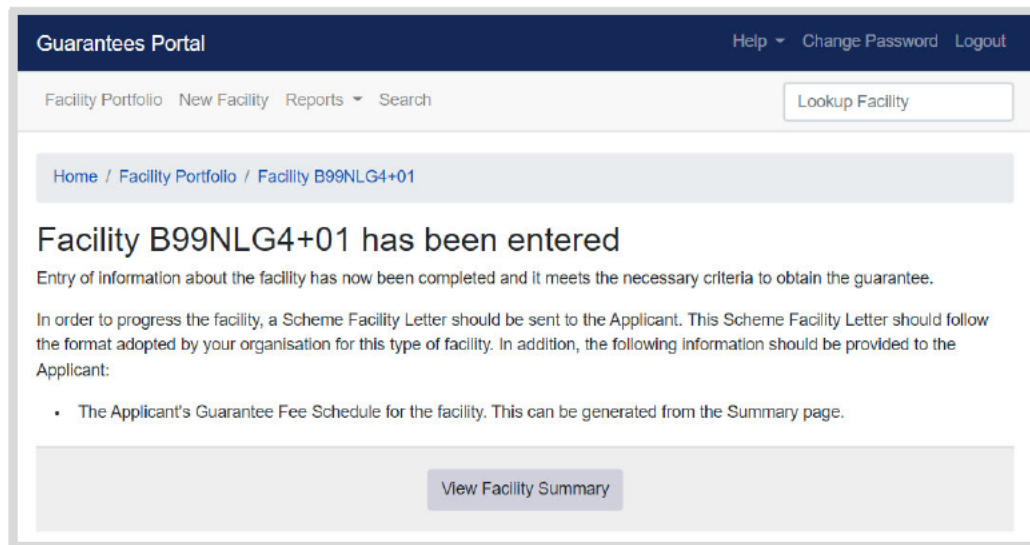 Guarantees Portal
Help Change Password Logout
Facility Portfolio New Facility Reports Search
Lookup Facility
Home / Facility Portfolio / Facility B99NLG4+01
Facility B99NLG4+01 has been entered
Entry of information about the facility has now been completed and it meets the necessary criteria to obtain the guarantee.
In order to progress the facility, a Scheme Facility Letter should be sent to the Applicant. This Scheme Facility Letter should follow
the format adopted by your organisation for this type of facility. In addition, the following information should be provided to the
Applicant:
• The Applicant's Guarantee Fee Schedule for the facility. This can be generated from the Summary page.
View Facility Summary